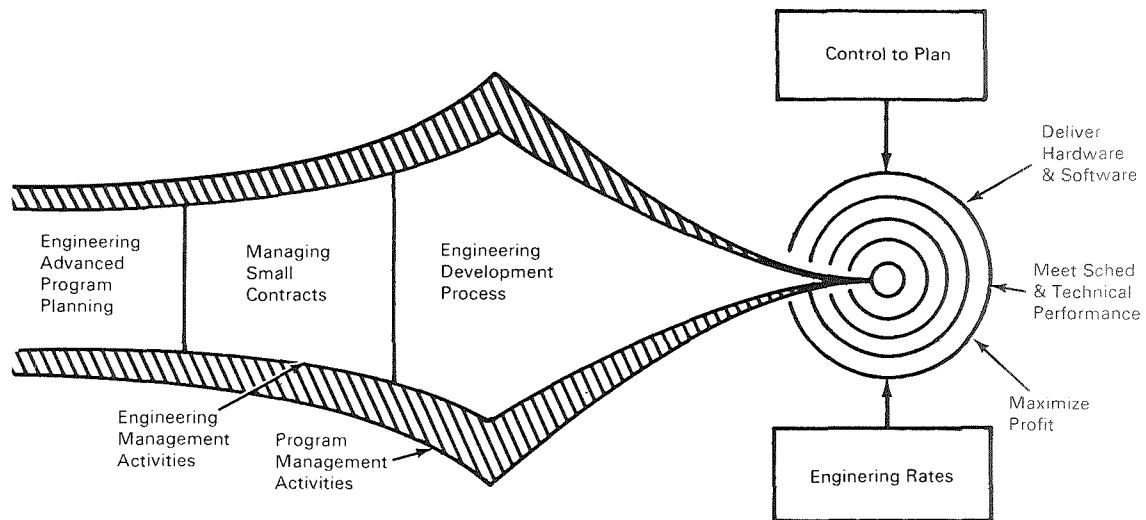 Control to Plan
Deliver
Hardware
& Software
Engineering
Advanced
Program
Planning
Managing
Small
Contracts
Engineering
Development
Process
Meet Sched
& Technical
Performance
Engineering
Management
Activities
Program
Management
Activities
Maximize
Profit
Enginering Rates